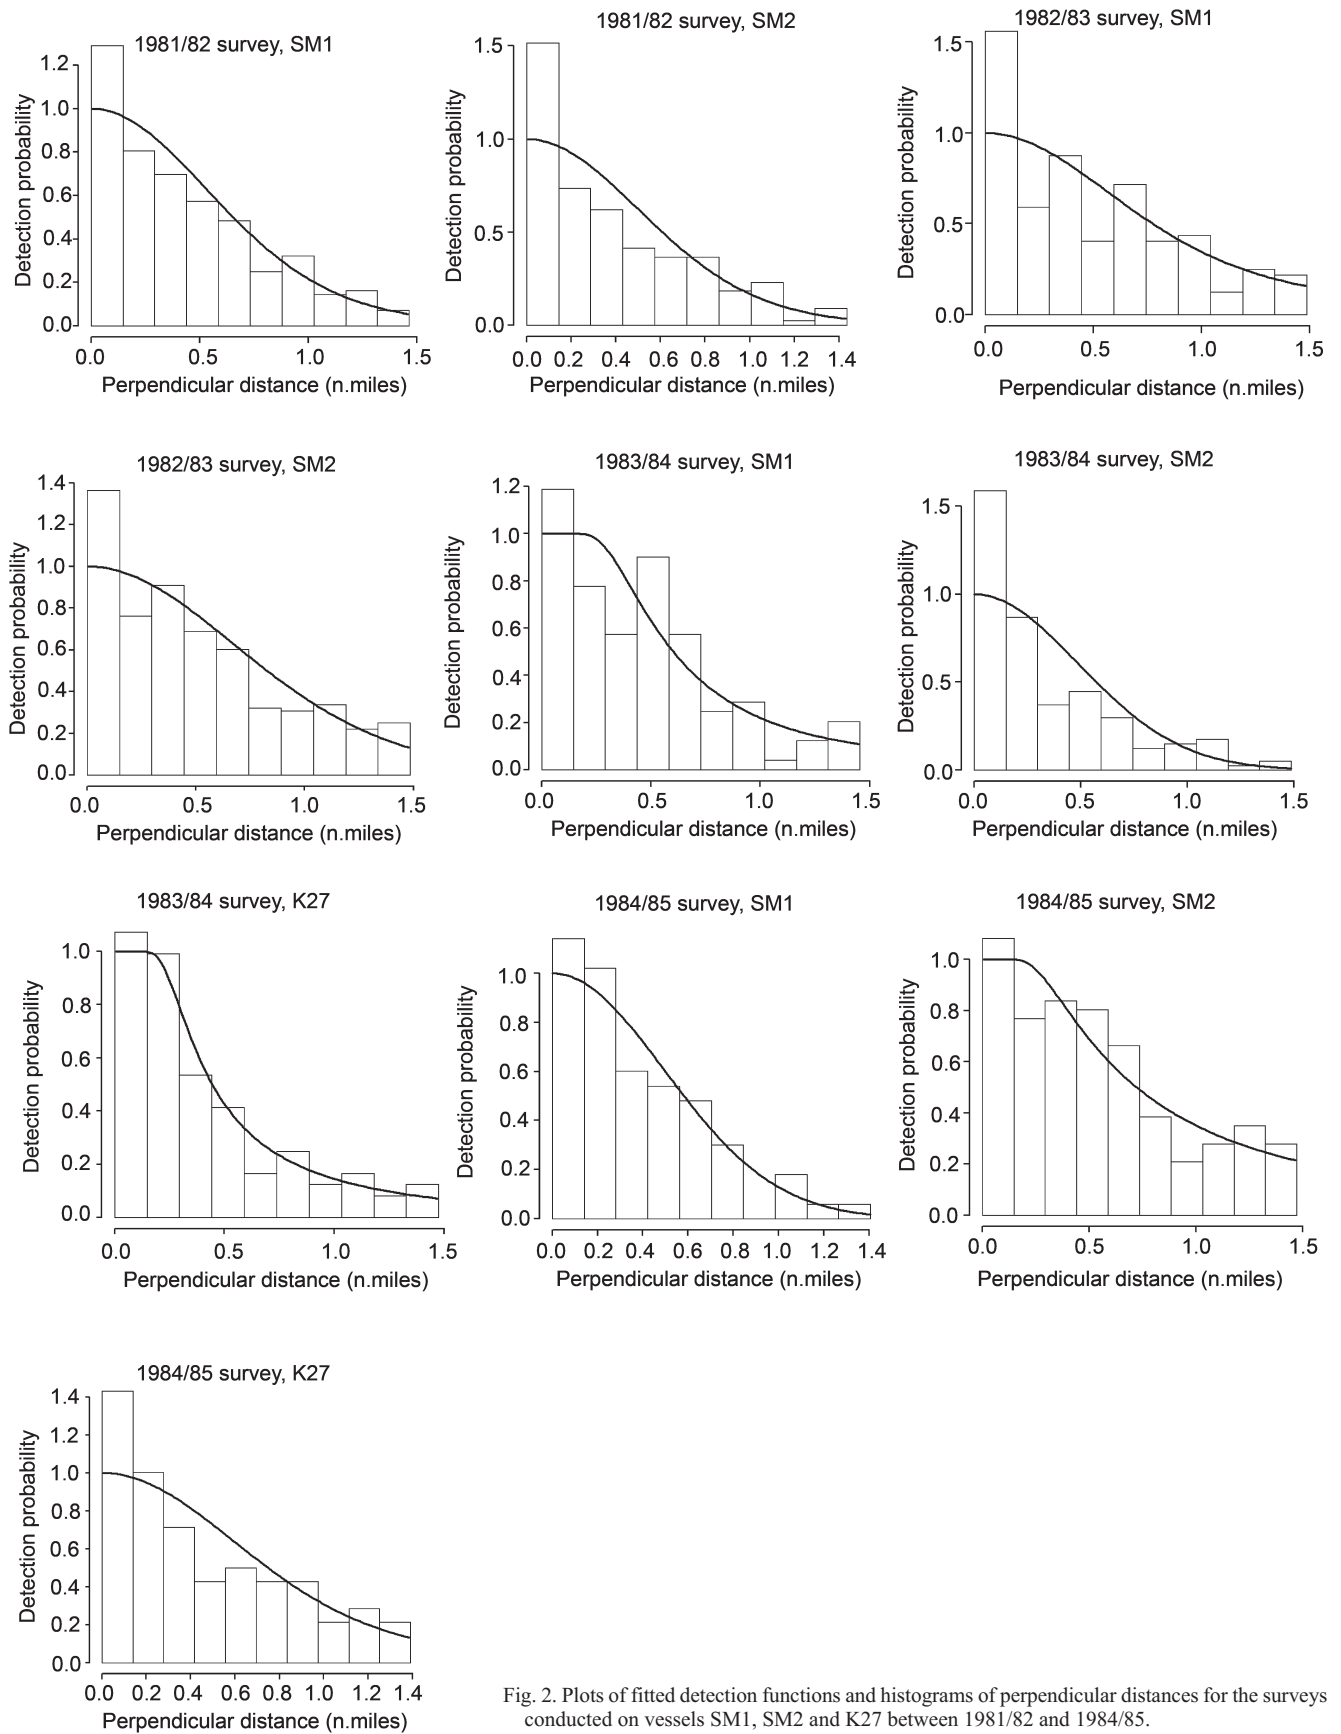 1981/82 survey, SM1
Detection probability
1.2
1.0
0.8
0.6
0.4
0.2
0.0
0.0 0.5 1.0 1.5
Perpendicular distance (n.miles)
1981/82 survey, SM2
Detection probability
1.5
1.0
0.5
0.0
0.0 0.2 0.4 0.6 0.8 1.0 1.2 1.4
Perpendicular distance (n.miles)
1982/83 survey, SM1
Detection probability
1.5
1.0
0.5
0.0
0.0 0.5 1.0 1.5
Perpendicular distance (n.miles)
1982/83 survey, SM2
Detection probability
1.4
1.2
1.0
0.8
0.6
0.4
0.2
0.0
0.0 0.5 1.0 1.5
Perpendicular distance (n.miles)
1983/84 survey, SM1
Detection probability
1.2
1.0
0.8
0.6
0.4
0.2
0.0
0.0 0.5 1.0 1.5
Perpendicular distance (n.miles)
1983/84 survey, SM2
Detection probability
1.5
1.0
0.5
0.0
0.0 0.5 1.0 1.5
Perpendicular distance (n.miles)
1983/84 survey, K27
Detection probability
1.0
0.8
0.6
0.4
0.2
0.0
0.0 0.5 1.0 1.5
Perpendicular distance (n.miles)
1984/85 survey, SM1
Detection probability
1.0
0.8
0.6
0.4
0.2
0.0
0.0 0.2 0.4 0.6 0.8 1.0 1.2 1.4
Perpendicular distance (n.miles)
1984/85 survey, SM2
Detection probability
1.0
0.8
0.6
0.4
0.2
0.0
0.0 0.5 1.0 1.5
Perpendicular distance (n.miles)
1984/85 survey, K27
Detection probability
1.4
1.2
1.0
0.8
0.6
0.4
0.2
0.0
0.0 0.2 0.4 0.6 0.8 1.0 1.2 1.4
Perpendicular distance (n.miles)
Fig. 2. Plots of fitted detection functions and histograms of perpendicular distances for the surveys
conducted on vessels SM1, SM2 and K27 between 1981/82 and 1984/85.